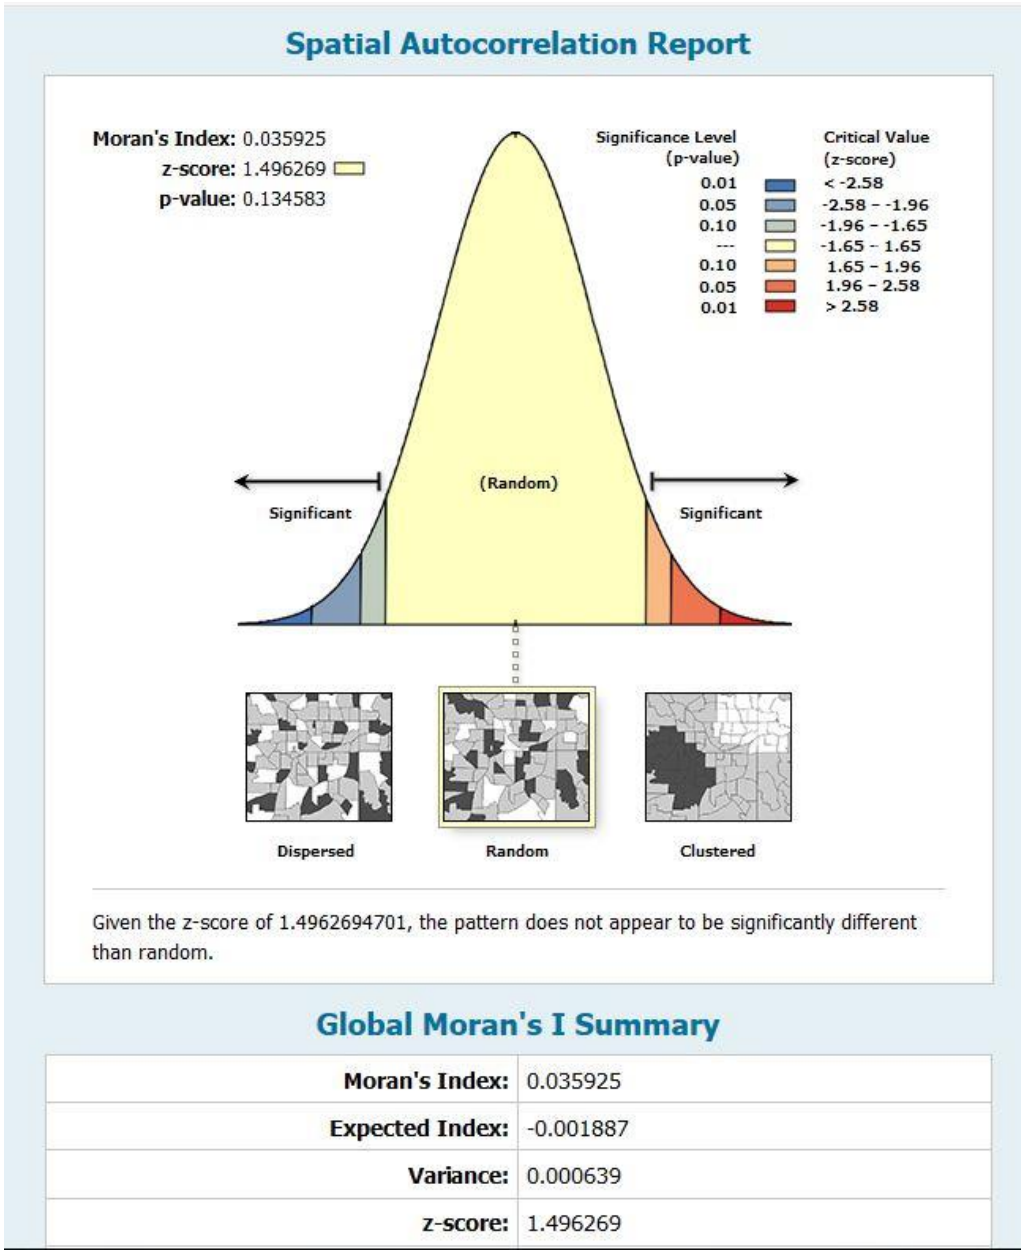 Spatial Autocorrelation Report
Moran's Index: 0.035925
z-score: 1.496269
p-value: 0.134583
Significance Level
(p-value)
Critical Value
(z-score)
0.01 < -2.58
0.05 -2.58 – -1.96
0.10 -1.96 – -1.65
--- -1.65 – 1.65
0.10 1.65 – 1.96
0.05 1.96 – 2.58
0.01 > 2.58
(Random)
Significant
Significant
Dispersed
Random
Clustered
Given the z-score of 1.4962694701, the pattern does not appear to be significantly different
than random.
Global Moran's I Summary
Moran's Index: 0.035925
Expected Index: -0.001887
Variance: 0.000639
z-score: 1.496269